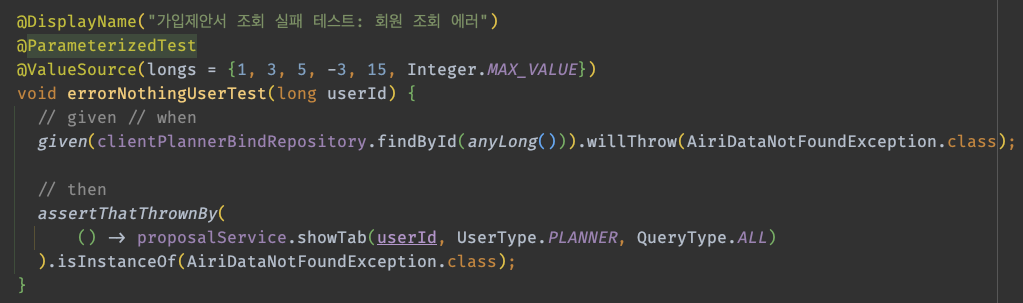 @DisplayName("가입제안서 조회 실패 테스트: 회원 조회 에러")
@ParameterizedTest
@ValueSource(longs = {1, 3, 5, -3, 15, Integer.MAX_VALUE})
void errorNothingUserTest(long userId) {
// given // when
given(clientPlannerBindRepository.findById(anyLong())).willThrow(AiriDataNotFoundException.class);
// then
assertThatThrownBy(
() → proposalService.showTab(userId, UserType.PLANNER, QueryType.ALL)
).isInstanceOf(AiriDataNotFoundException.class);
}